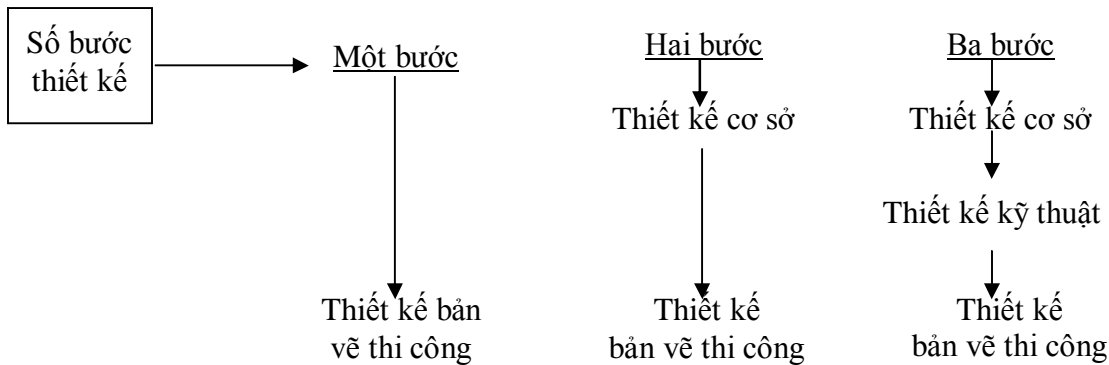 Số bước
thiết kế
Một bước
Thiết kế bản
vẽ thi công
Hai bước
Thiết kế cơ sở
Thiết kế
bản vẽ thi công
Ba bước
Thiết kế cơ sở
Thiết kế kỹ thuật
Thiết kế
bản vẽ thi công